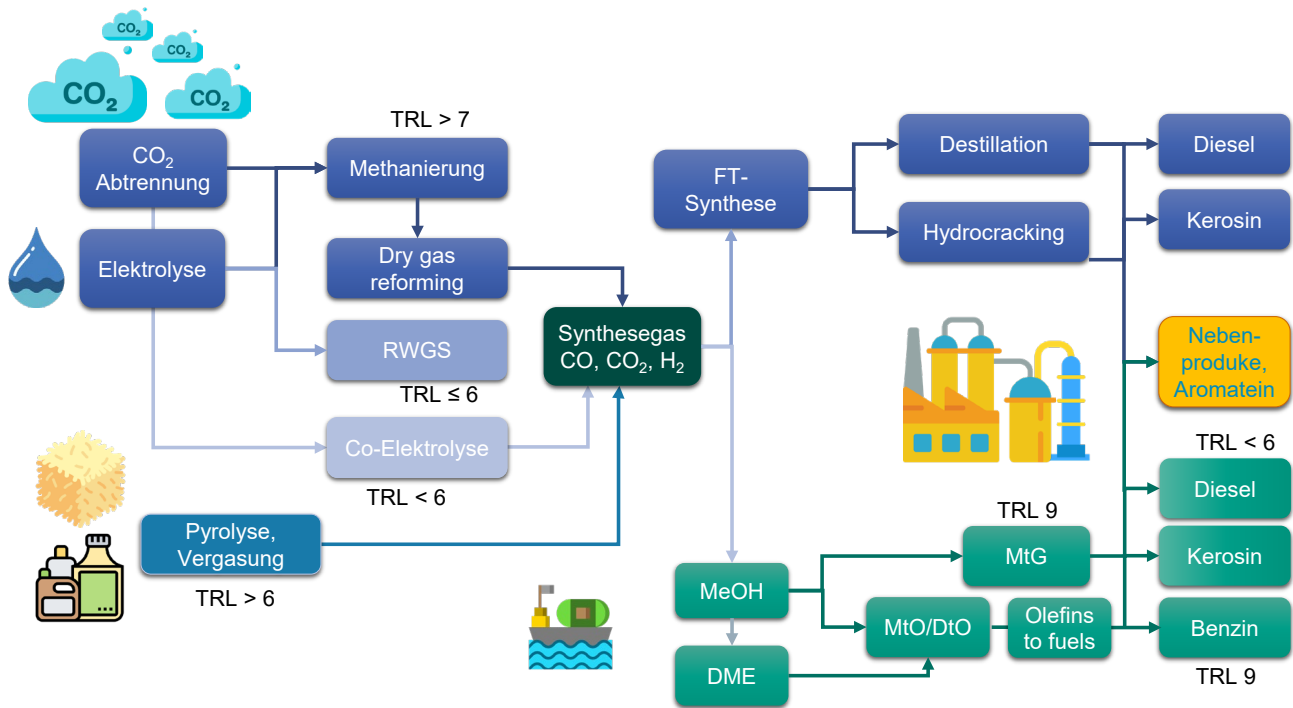 CO₂
CO₂
CO₂
CO₂
CO₂
Abtrennung
Elektrolyse
TRL > 7
Methanierung
Dry gas
reforming
RWGS
TRL ≤ 6
Co-Elektrolyse
TRL < 6
Pyrolyse,
Vergasung
TRL > 6
Synthesegas
CO, CO₂, H₂
FT-
Synthese
Destillation
Hydrocracking
Diesel
Kerosin
Neben-
produke,
Aromatein
TRL < 6
Diesel
Kerosin
Benzin
TRL 9
TRL 9
MtG
MeOH
MtO/DtO
Olefins
to fuels
DME